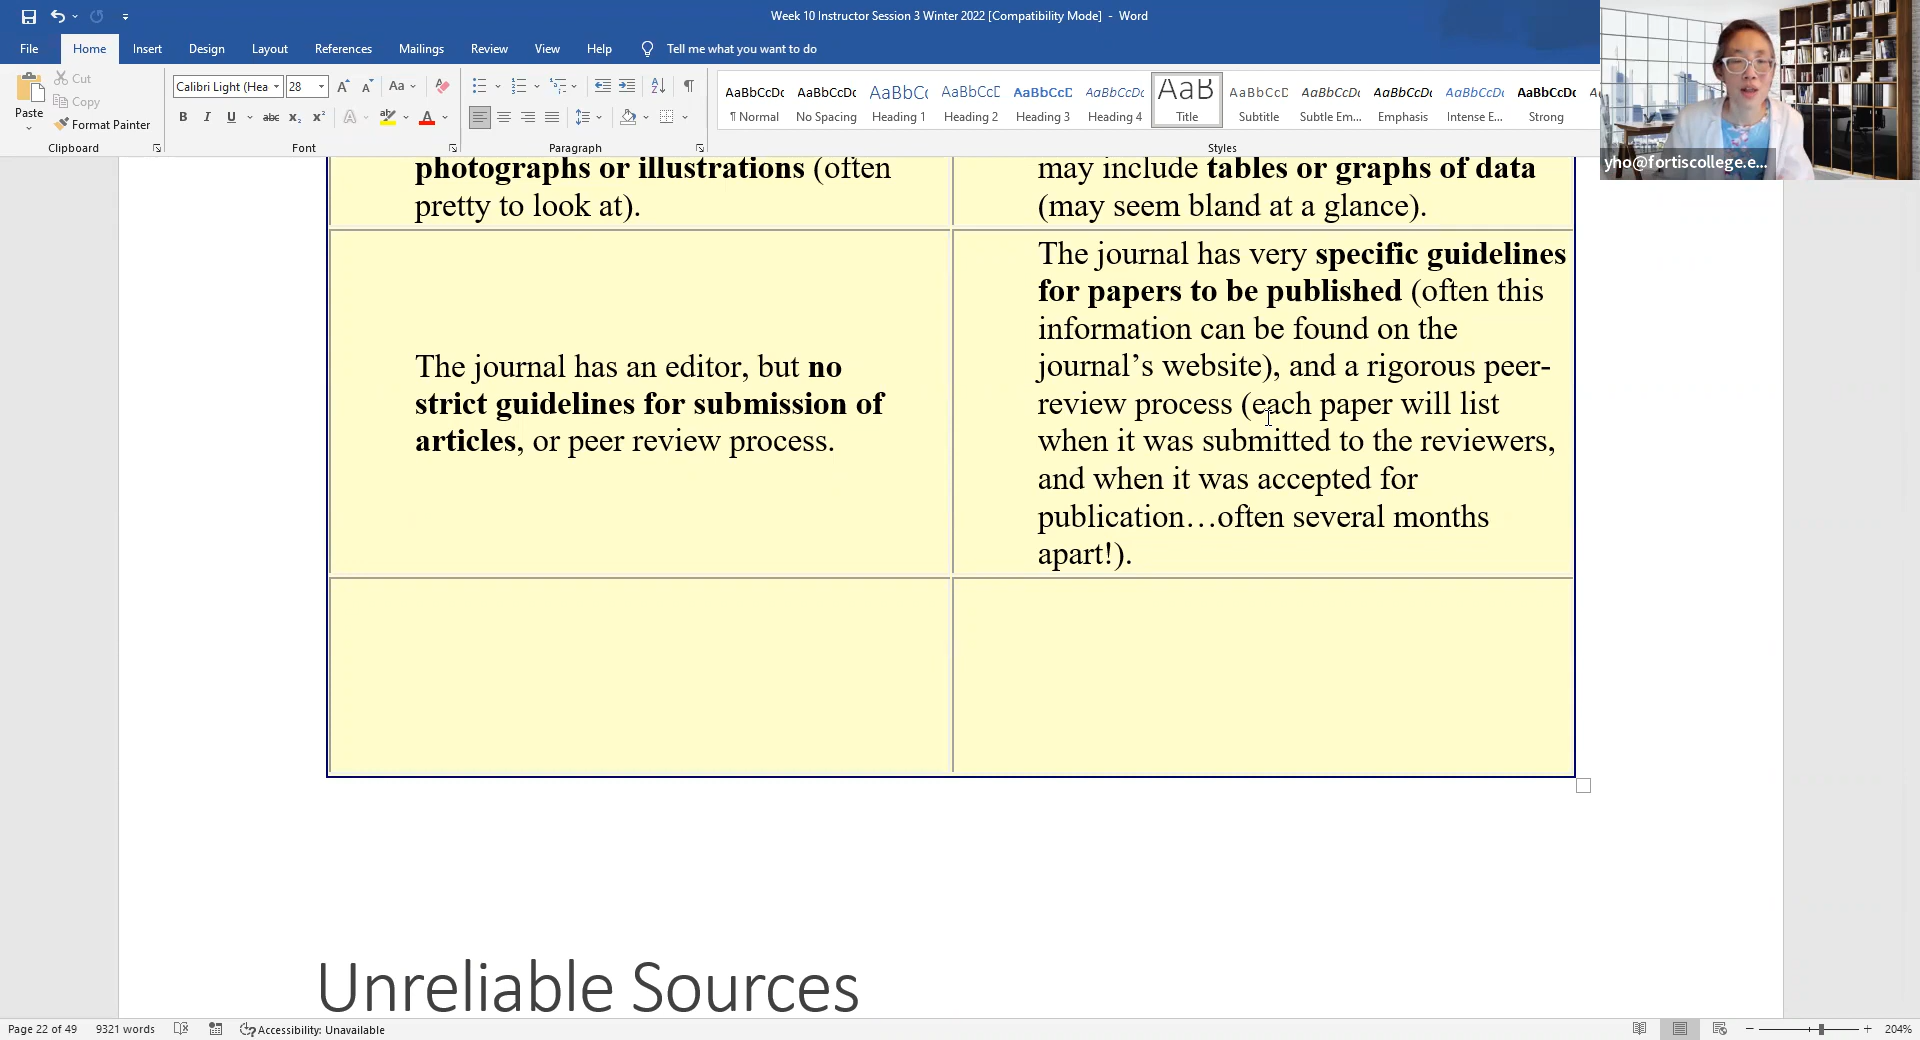 Week 10 Instructor Session 3 Winter 2022 [Compatibility Mode] - Word
File Home Insert Design Layout References Mailings Review View Help Tell me what you want to do
Paste
Cut
Copy
Format Painter
Clipboard
Calibri Light (Hea 28
Aa
B I U abc x₂ x²
Font
Paragraph
AaBbCcDc AaBbCcDc AaBbC( AaBbCcE AaBbCcE AaBbCcDc AaB AaBbCcD AaBbCcDc AaBbCcDc AaBbCcDc AaBbCcDc
¶ Normal No Spacing Heading 1 Heading 2 Heading 3 Heading 4 Title Subtitle Subtle Em... Emphasis Intense E... Strong
Styles
yho@fortiscollege.e...
photographs or illustrations (often
pretty to look at).
may include tables or graphs of data
(may seem bland at a glance).
The journal has an editor, but no
strict guidelines for submission of
articles, or peer review process.
The journal has very specific guidelines
for papers to be published (often this
information can be found on the
journal’s website), and a rigorous peer-
review process (each paper will list
when it was submitted to the reviewers,
and when it was accepted for
publication…often several months
apart!).
Unreliable Sources
Page 22 of 49 9321 words Accessibility: Unavailable 204%